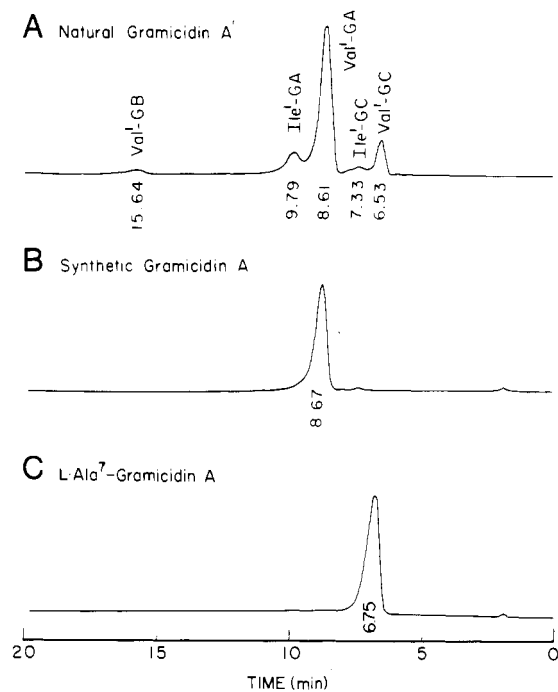 A Natural Gramicidin A'
Val¹-GB
Ile¹-GA
Val¹-GA
Ile¹-GC
Val¹-GC
15.64
9.79
8.61
7.33
6.53
B Synthetic Gramicidin A
8 67
C L·Ala⁷-Gramicidin A
6.75
20 15 10 5 0
TIME (min)